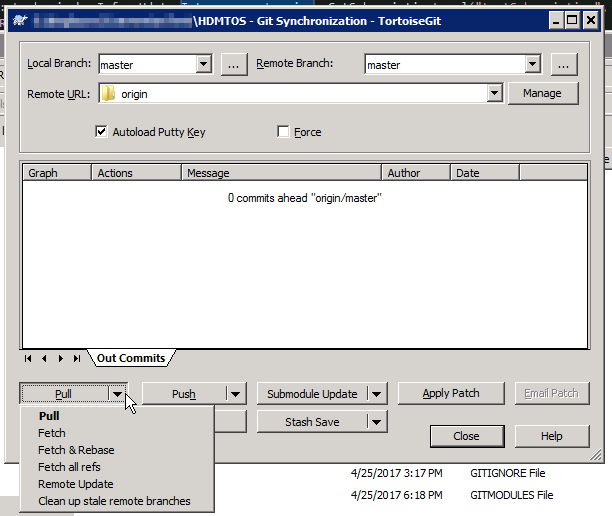 \HDMTOS - Git Synchronization - TortoiseGit
Local Branch: master ... Remote Branch: master ...
Remote URL: origin Manage
Autoload Putty Key Force
Graph Actions Message Author Date
0 commits ahead "origin/master"
Out Commits
Pull Push Submodule Update Apply Patch Email Patch
Stash Save Close Help
Pull
Fetch
Fetch & Rebase
Fetch all refs
Remote Update
Clean up stale remote branches
4/25/2017 3:17 PM GITIGNORE File
4/25/2017 6:18 PM GITMODULES File